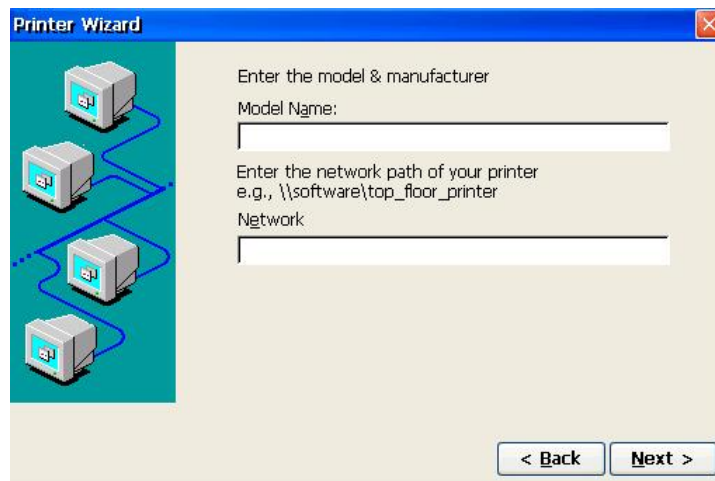 Printer Wizard
Enter the model & manufacturer
Model Name:
Enter the network path of your printer
e.g., \\software\top_floor_printer
Network
< Back
Next >